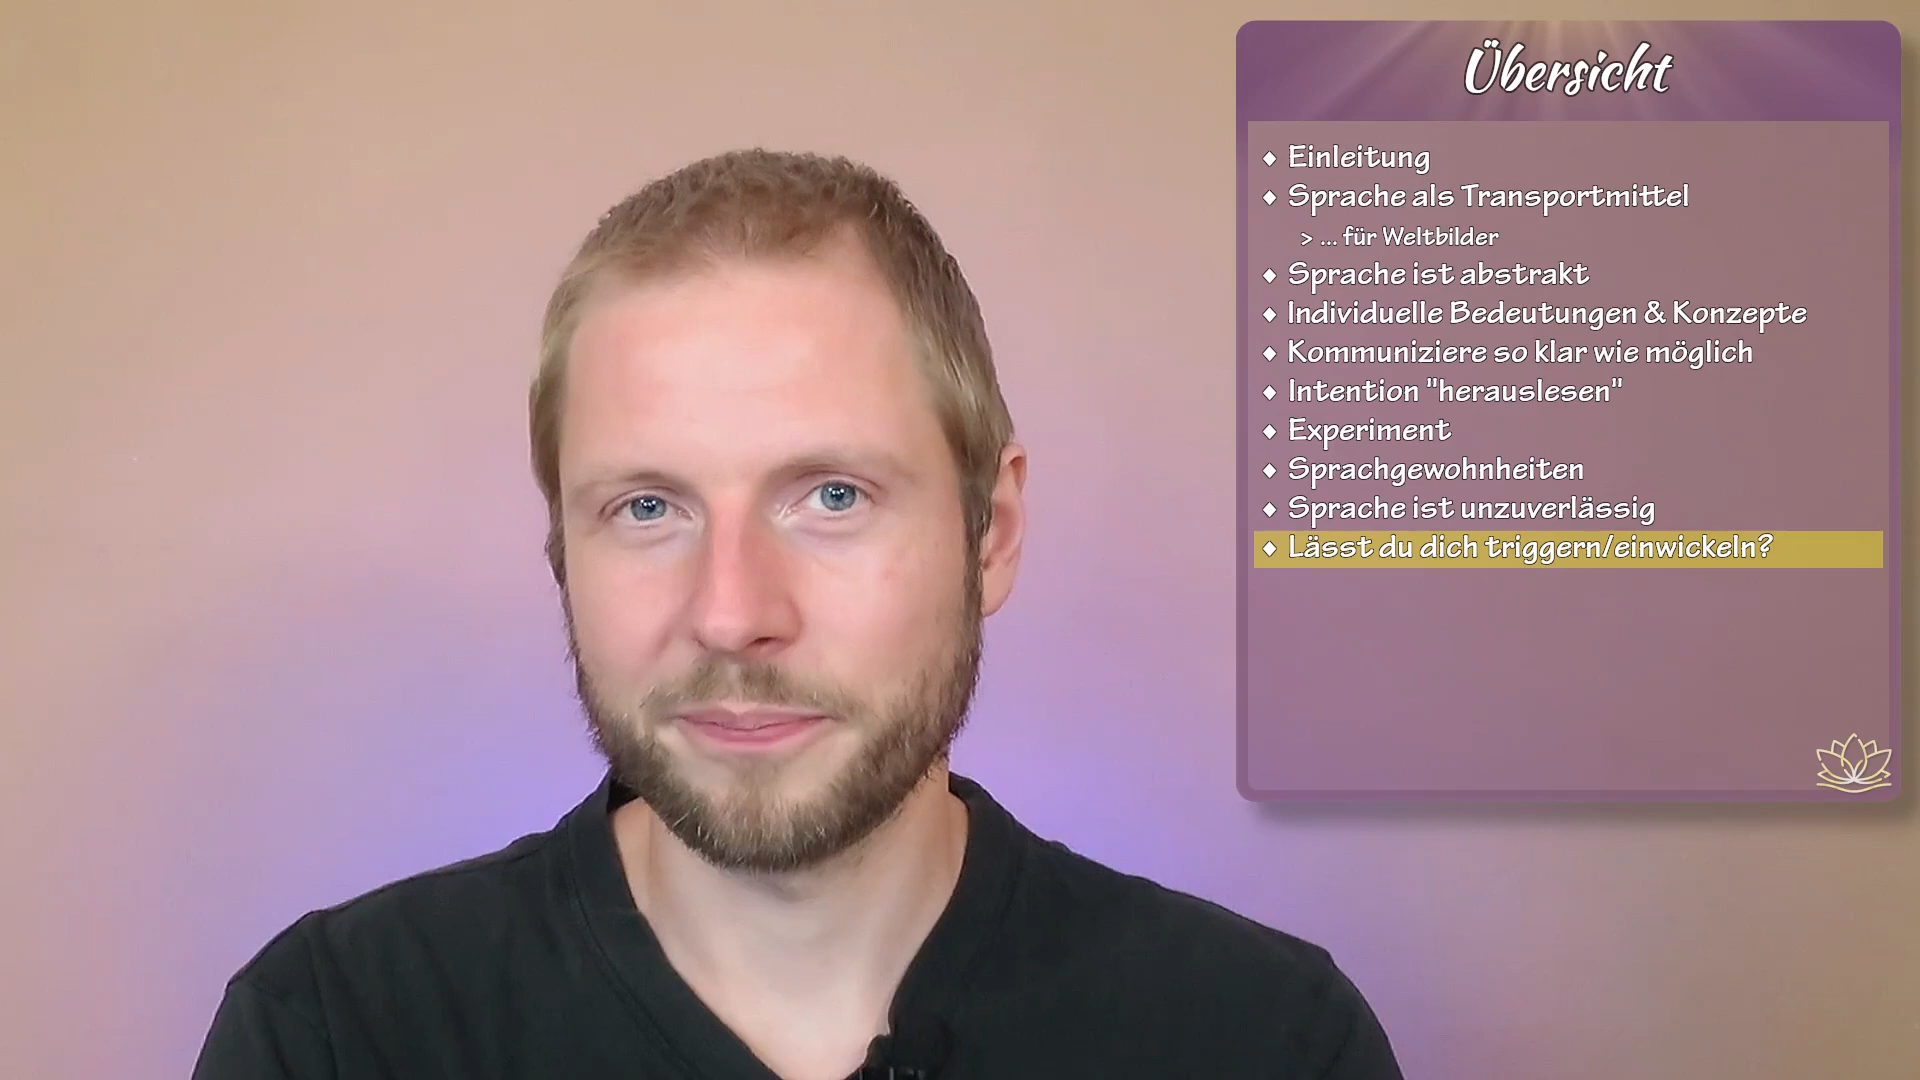 Übersicht
♦ Einleitung
♦ Sprache als Transportmittel
> ... für Weltbilder
♦ Sprache ist abstrakt
♦ Individuelle Bedeutungen & Konzepte
♦ Kommuniziere so klar wie möglich
♦ Intention "herauslesen"
♦ Experiment
♦ Sprachgewohnheiten
♦ Sprache ist unzuverlässig
♦ Lässt du dich triggern/einwickeln?